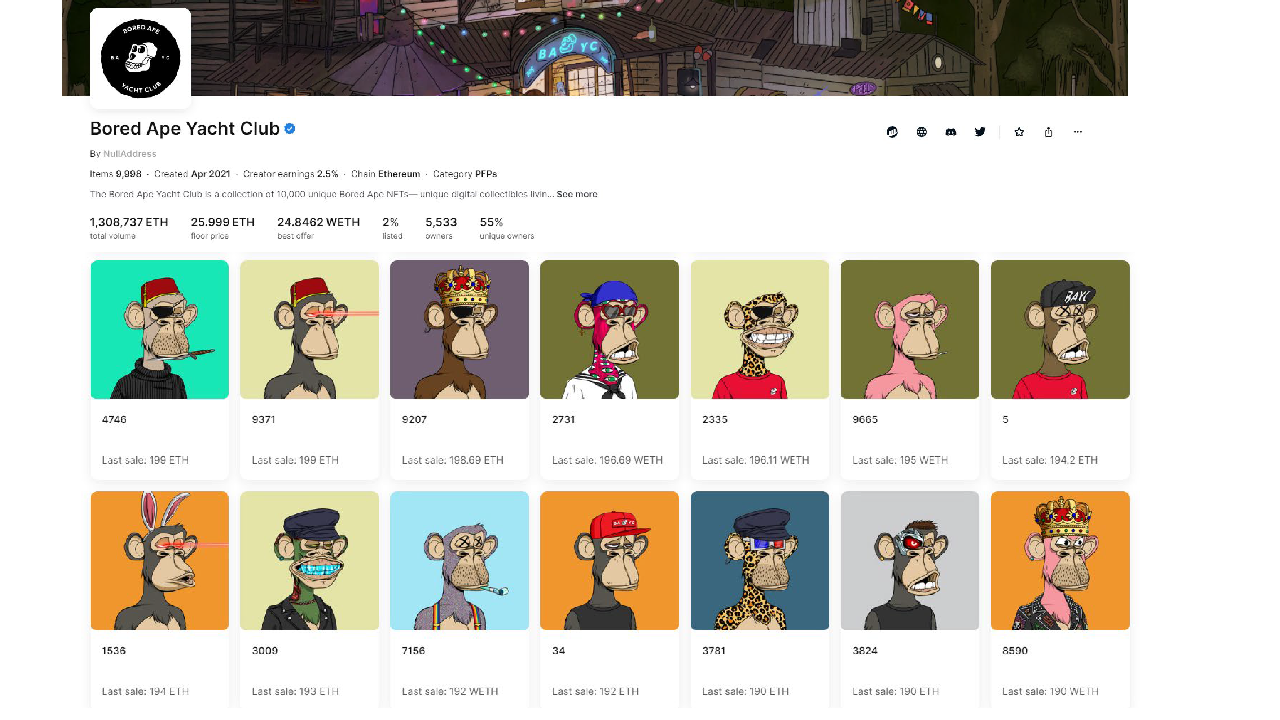 BORED APE
BA YC
YACHT CLUB
BA YC
Bored Ape Yacht Club
By NullAddress
Items 9,998 · Created Apr 2021 · Creator earnings 2.5% · Chain Ethereum · Category PFPs
The Bored Ape Yacht Club is a collection of 10,000 unique Bored Ape NFTs— unique digital collectibles livin... See more
1,308,737 ETH 25.999 ETH 24.8462 WETH 2% 5,533 55%
total volume floor price best offer listed owners unique owners
BAYC
4746 9371 9207 2731 2335 9665 5
Last sale: 199 ETH Last sale: 199 ETH Last sale: 198.69 ETH Last sale: 196.69 WETH Last sale: 196.11 WETH Last sale: 195 WETH Last sale: 194.2 ETH
BAYC
1536 3009 7156 34 3781 3824 8590
Last sale: 194 ETH Last sale: 193 ETH Last sale: 192 WETH Last sale: 192 ETH Last sale: 190 ETH Last sale: 190 ETH Last sale: 190 WETH